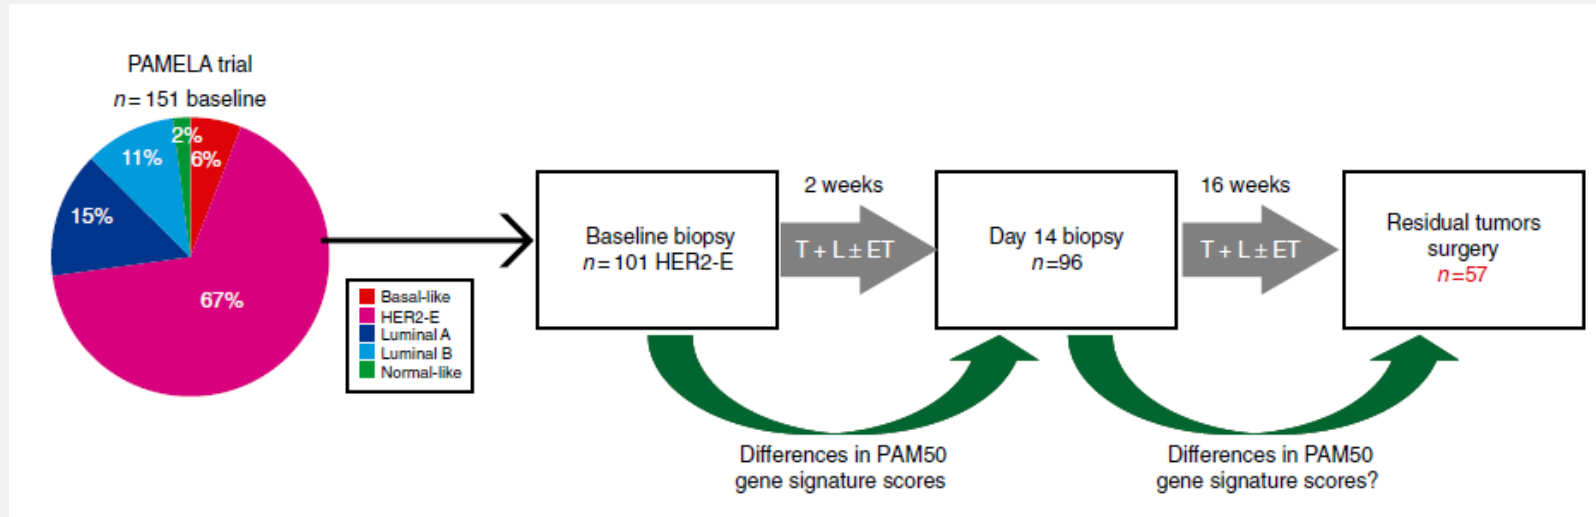 PAMELA trial
n = 151 baseline
2%
6%
11%
15%
67%
Basal-like
HER2-E
Luminal A
Luminal B
Normal-like
Baseline biopsy
n = 101 HER2-E
2 weeks
T + L ± ET
Day 14 biopsy
n=96
16 weeks
T + L ± ET
Residual tumors
surgery
n=57
Differences in PAM50
gene signature scores
Differences in PAM50
gene signature scores?